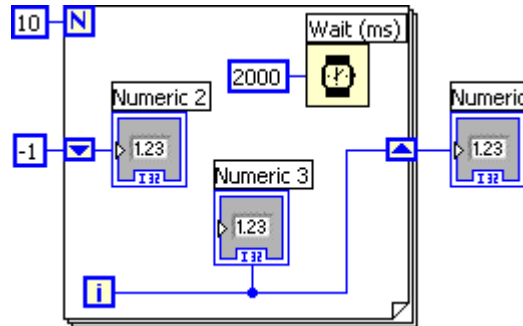 10
N
Wait (ms)
2000
Numeric 2
Numeric
1.23
1.23
-1
I32
I32
Numeric 3
1.23
I32
i